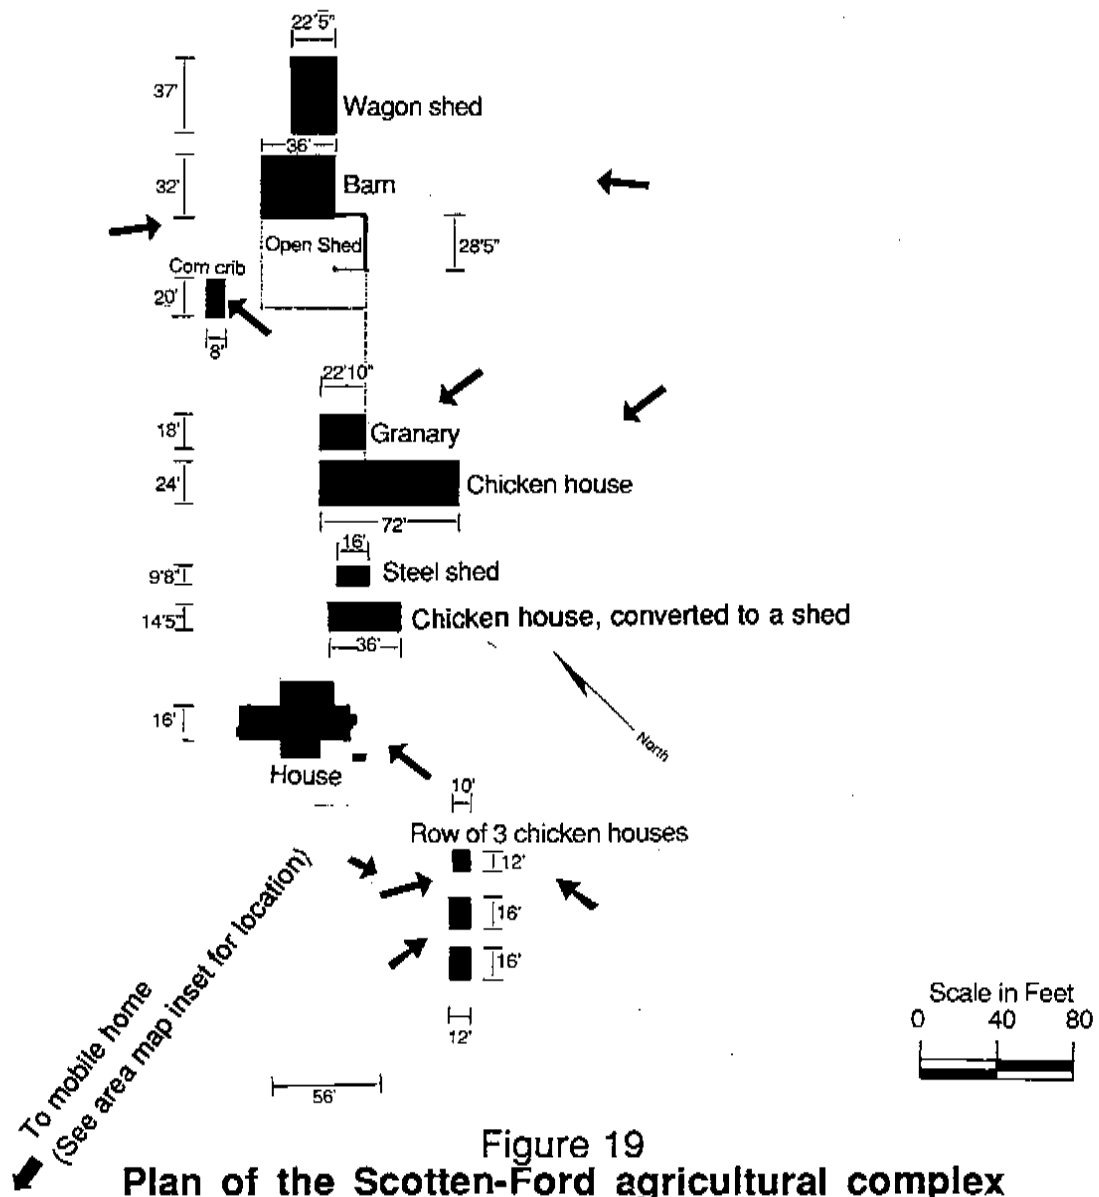 22'5"
37'
Wagon shed
36'
32'
Barn
Open Shed
28'5"
Corn crib
20'
8'
22'10"
18'
Granary
24'
Chicken house
72'
16'
9'8"
Steel shed
14'5"
Chicken house, converted to a shed
36'
16'
North
House
10'
Row of 3 chicken houses
12'
16'
16'
12'
To mobile home
(See area map inset for location)
Scale in Feet
0 40 80
56'
Figure 19
Plan of the Scotten-Ford agricultural complex